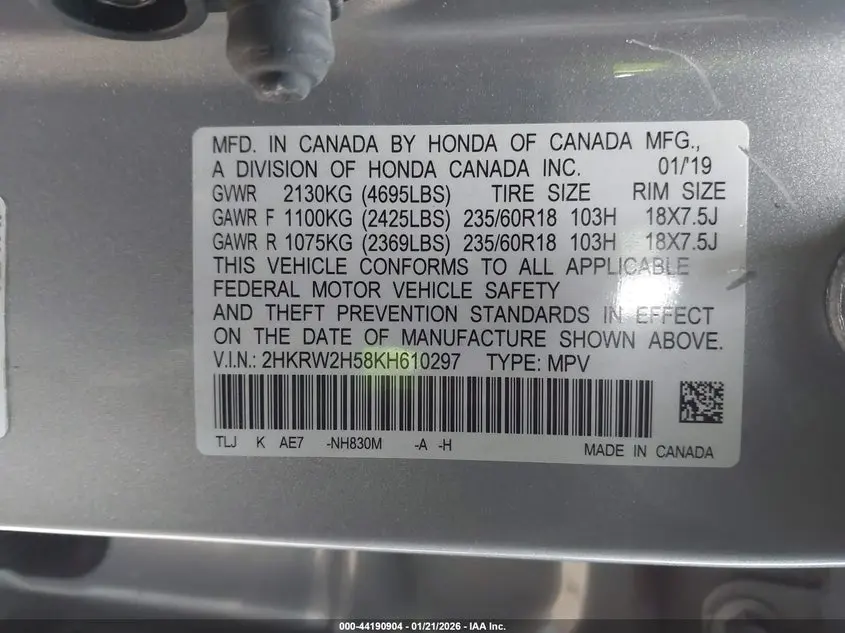 MFD. IN CANADA BY HONDA OF CANADA MFG.,
A DIVISION OF HONDA CANADA INC. 01/'19
GVWR 2130KG (4695LBS) TIRE SIZE RIM SIZE
GAWR F 1100KG (2425LBS) 235/60R18 103H 18X7.5J
GAWR R 1075KG (2369LBS) 235/60R18 103H 18X7.5J
THIS VEHICLE CONFORMS TO ALL APPLICABLE
FEDERAL MOTOR VEHICLE SAFETY
AND THEFT PREVENTION STANDARDS IN EFFECT
ON THE DATE OF MANUFACTURE SHOWN ABOVE.
V.I.N.: 2HKRW2H58KH610297 TYPE: MPV
TLJ K AE7 -NH830M -A -H MADE IN CANADA
000-44190904 - 01/21/2026 - IAA Inc.